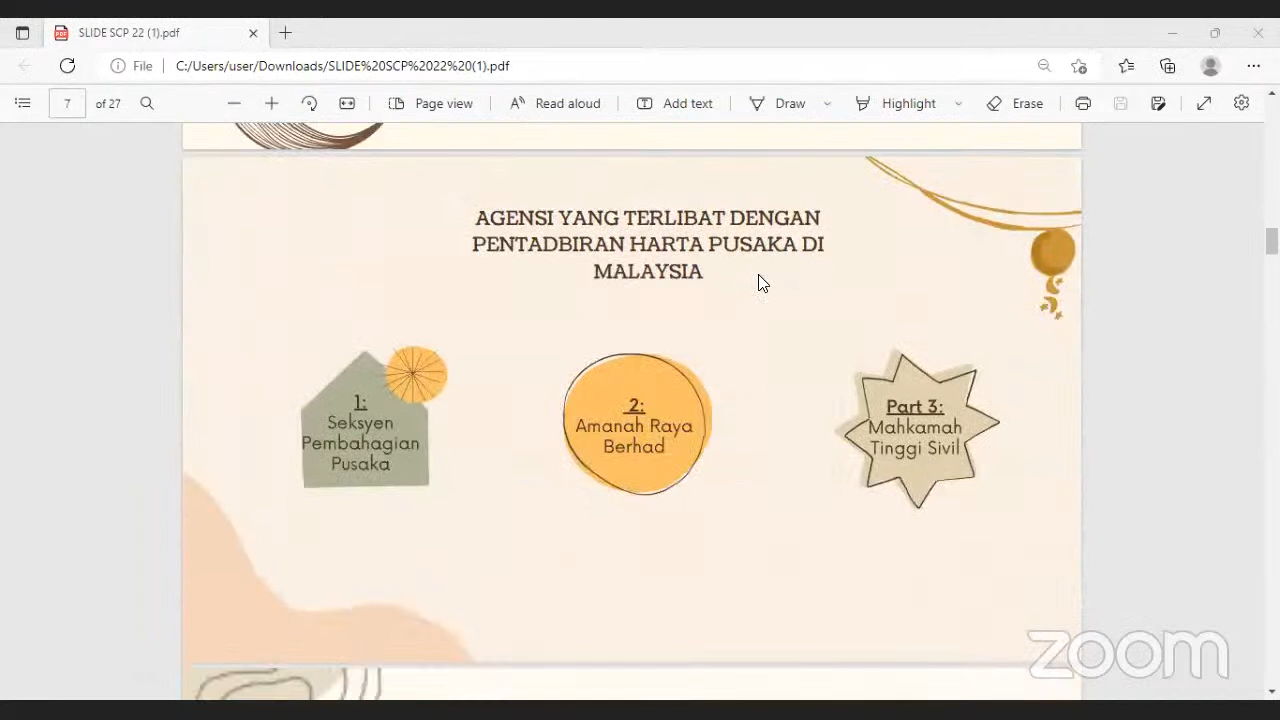 SLIDE SCP 22 (1).pdf
File
C:/Users/user/Downloads/SLIDE%20SCP%2022%20(1).pdf
7 of 27
Page view
Read aloud
Add text
Draw
Highlight
Erase
AGENSI YANG TERLIBAT DENGAN
PENTADBIRAN HARTA PUSAKA DI
MALAYSIA
1:
Seksyen
Pembahagian
Pusaka
2:
Amanah Raya
Berhad
Part 3:
Mahkamah
Tinggi Sivil
zoom